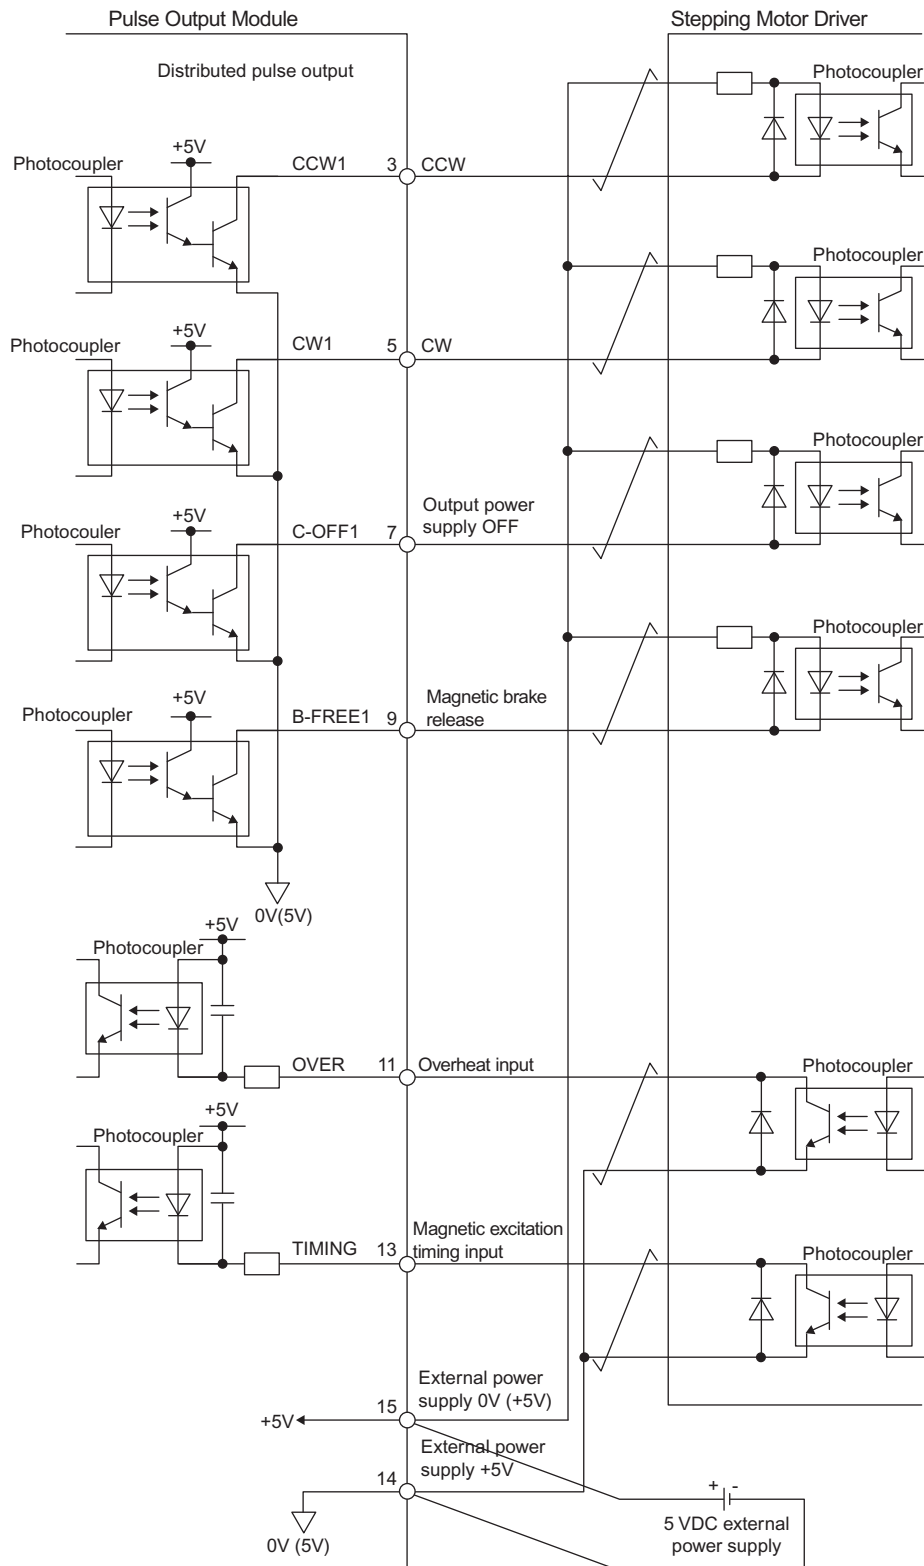 Pulse Output Module
Stepping Motor Driver
Distributed pulse output
Photocoupler
+5V
Photocoupler
CCW1
3
CCW
Photocoupler
+5V
Photocoupler
CW1
5
CW
Photocoupler
+5V
Photocouler
C-OFF1
7
Output power
supply OFF
Photocoupler
+5V
Photocoupler
B-FREE1
9
Magnetic brake
release
0V(5V)
+5V
Photocoupler
OVER
11
Overheat input
Photocoupler
+5V
Photocoupler
TIMING
13
Magnetic excitation
timing input
Photocoupler
External power
supply 0V (+5V)
15
+5V
External power
supply +5V
14
0V (5V)
+ -
5 VDC external
power supply